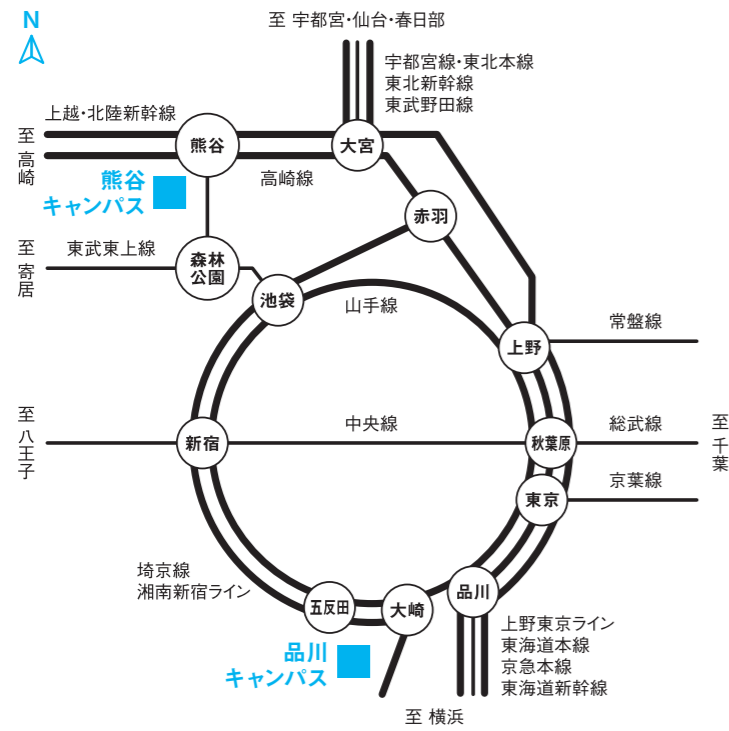 N
至 宇都宮・仙台・春日部
宇都宮線・東北本線
東北新幹線
東武野田線
上越・北陸新幹線
至高崎
熊谷
大宮
高崎線
熊谷
キャンパス
赤羽
至寄居
東武東上線
森林
公園
池袋
山手線
上野
常盤線
至八王子
新宿
中央線
秋葉原
総武線
至千葉
東京
京葉線
埼京線
湘南新宿ライン
五反田
大崎
品川
品川
キャンパス
上野東京ライン
東海道本線
京急本線
東海道新幹線
至 横浜